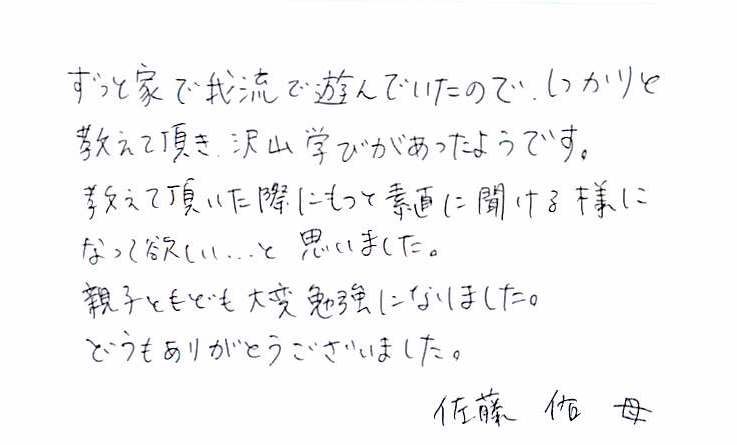 ずっと家で我流で遊んでいたので、しっかりと
教えて頂き、沢山学びがあったようです。
教えて頂いた際にもっと素直に聞ける様に
なって欲しい...と思いました。
親子ともども大変勉強になりました。
どうもありがとうございました。
佐藤 佑 母